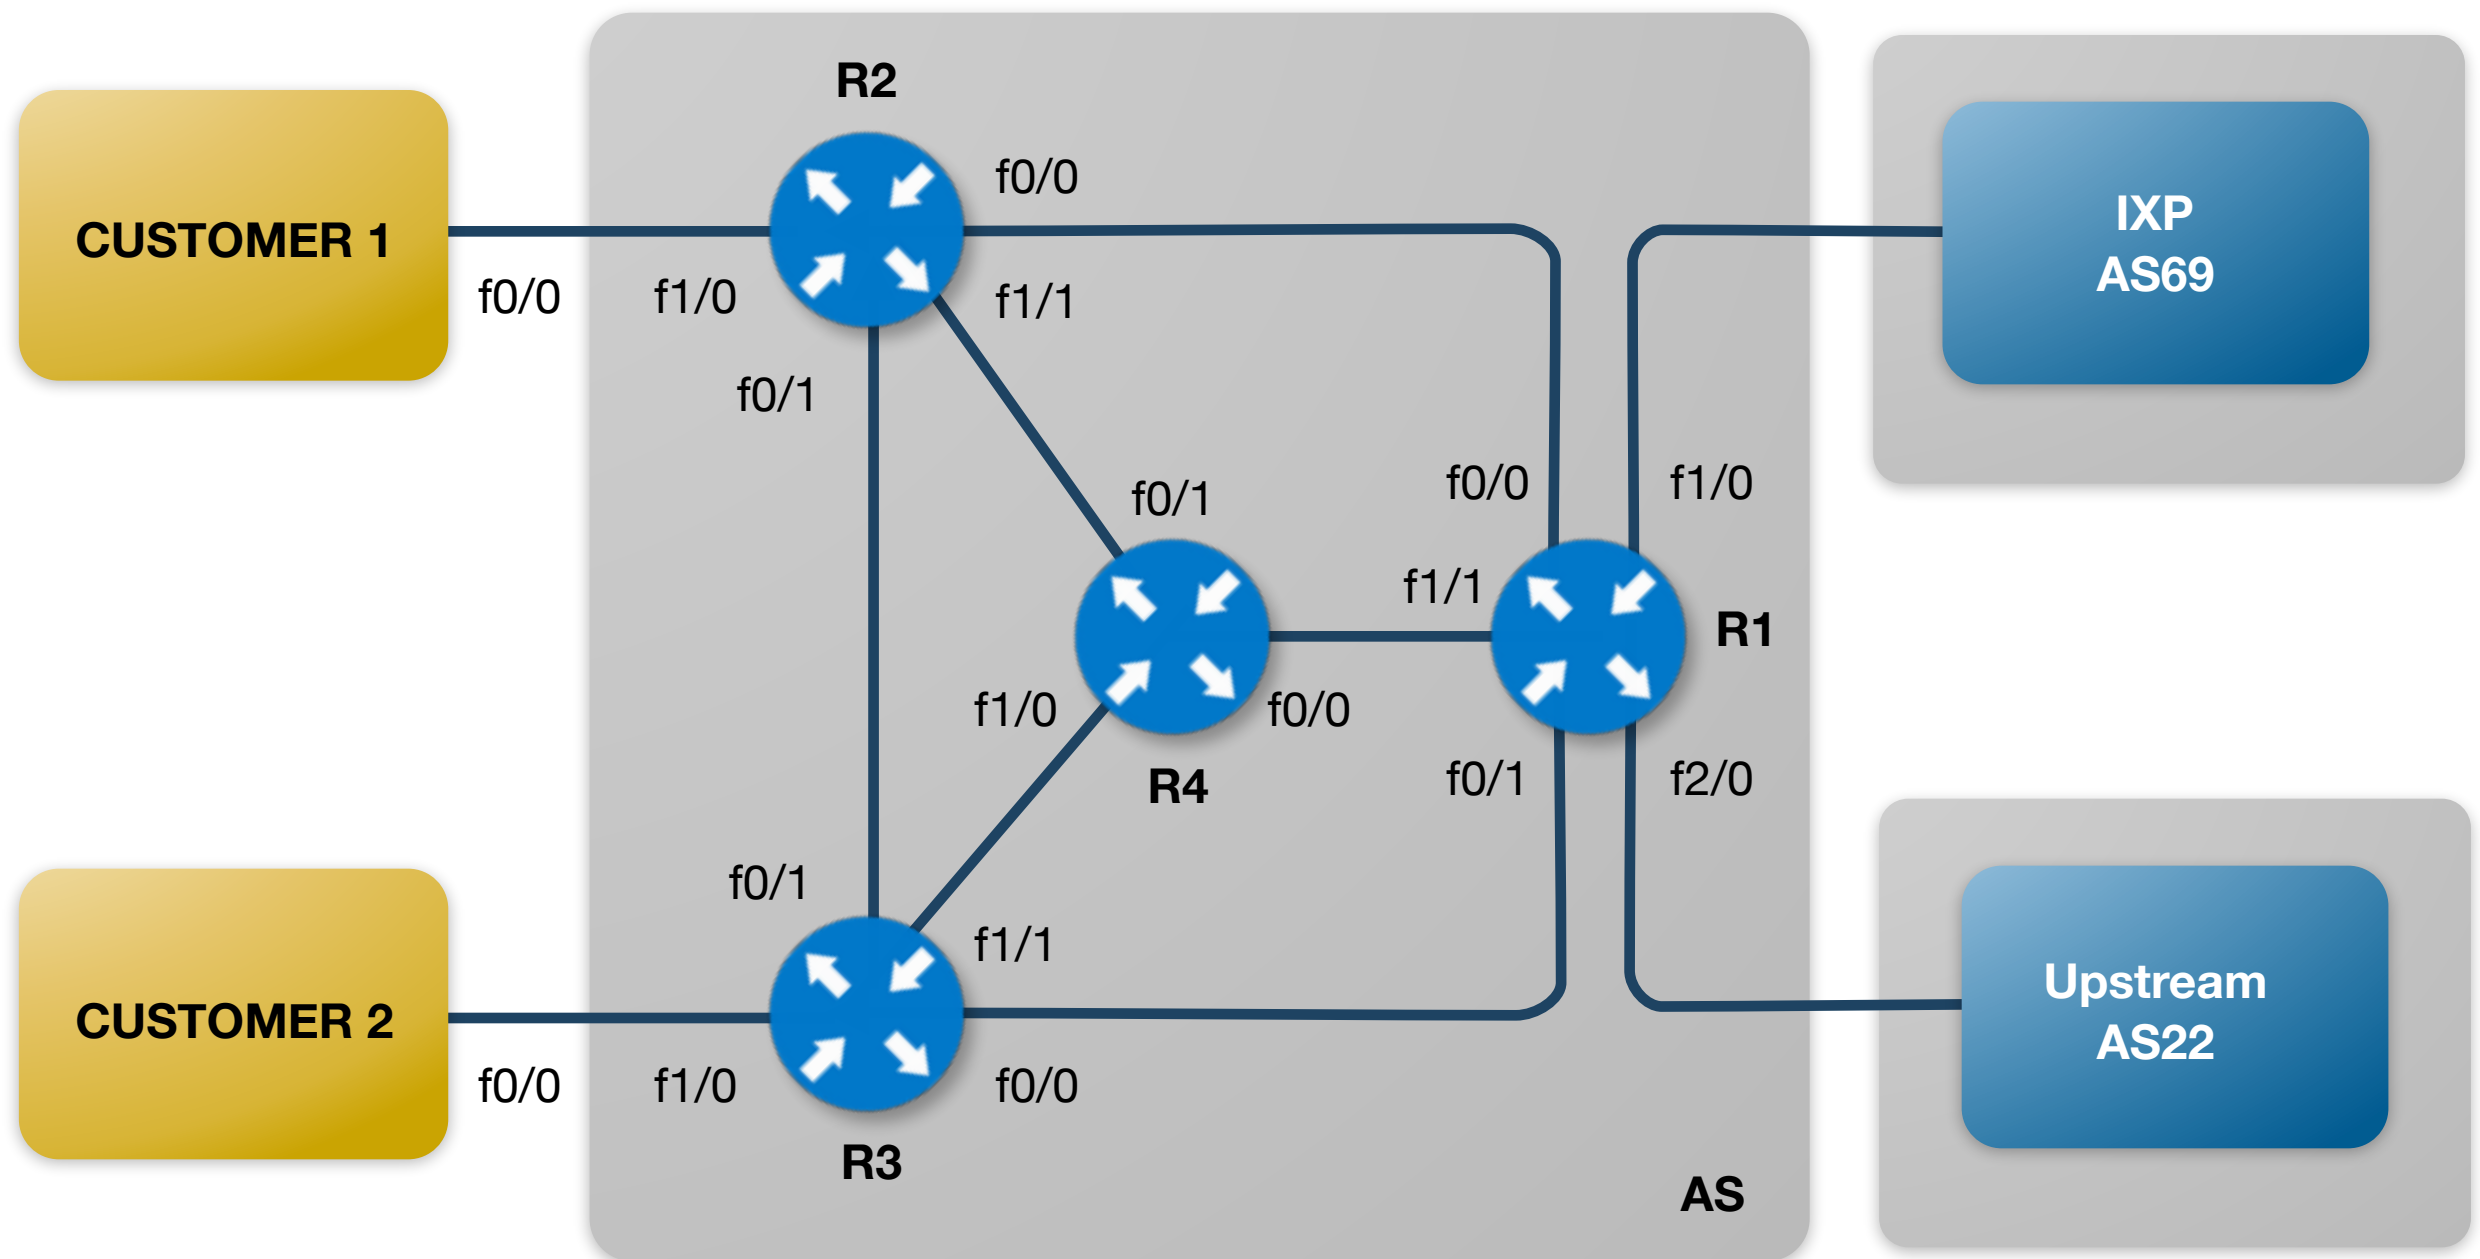 R2
f0/0
CUSTOMER 1
IXP
AS69
f0/0
f1/0
f1/1
f0/1
f0/1
f0/0
f1/0
f1/1
R1
f1/0
f0/0
R4
f0/1
f2/0
f0/1
f1/1
CUSTOMER 2
Upstream
AS22
f0/0
f1/0
f0/0
R3
AS